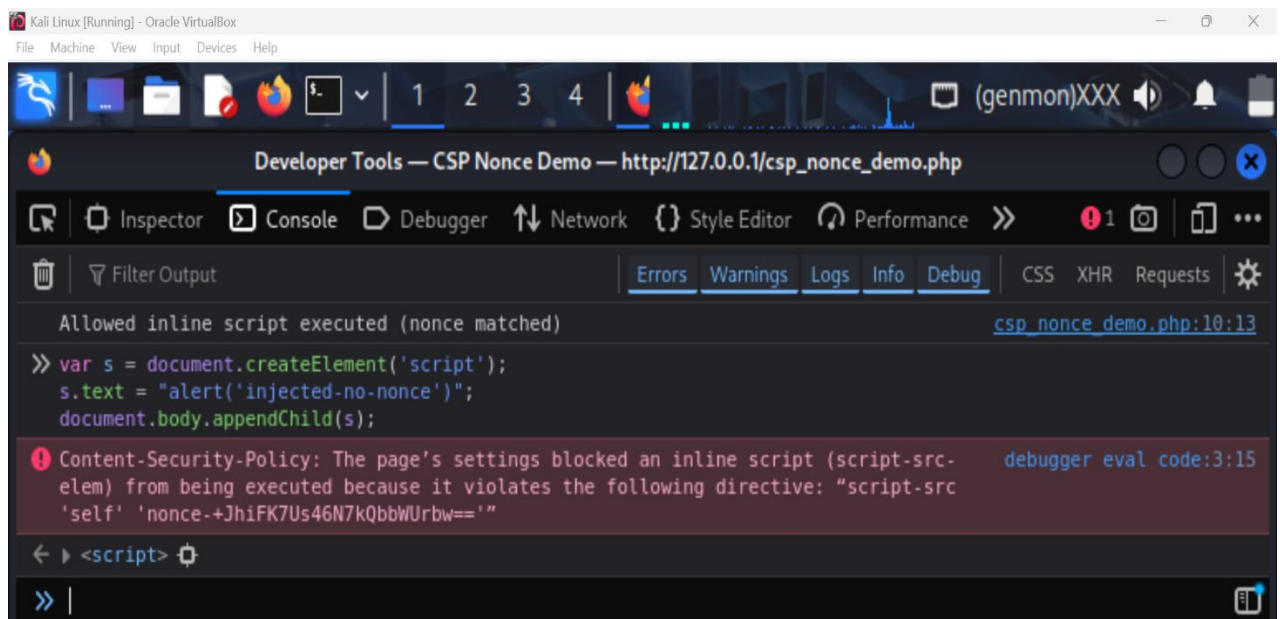 Kali Linux [Running] - Oracle VirtualBox
File Machine View Input Devices Help
$_ 1 2 3 4 (genmon)XXX
Developer Tools — CSP Nonce Demo — http://127.0.0.1/csp_nonce_demo.php
Inspector Console Debugger Network {} Style Editor Performance 1
Filter Output Errors Warnings Logs Info Debug CSS XHR Requests
Allowed inline script executed (nonce matched) csp_nonce_demo.php:10:13
var s = document.createElement('script');
s.text = "alert('injected-no-nonce')";
document.body.appendChild(s);
Content-Security-Policy: The page’s settings blocked an inline script (script-src- debugger eval code:3:15
elem) from being executed because it violates the following directive: “script-src
'self' 'nonce-+JhiFK7Us46N7kQbbWUrbw=='”
<script>